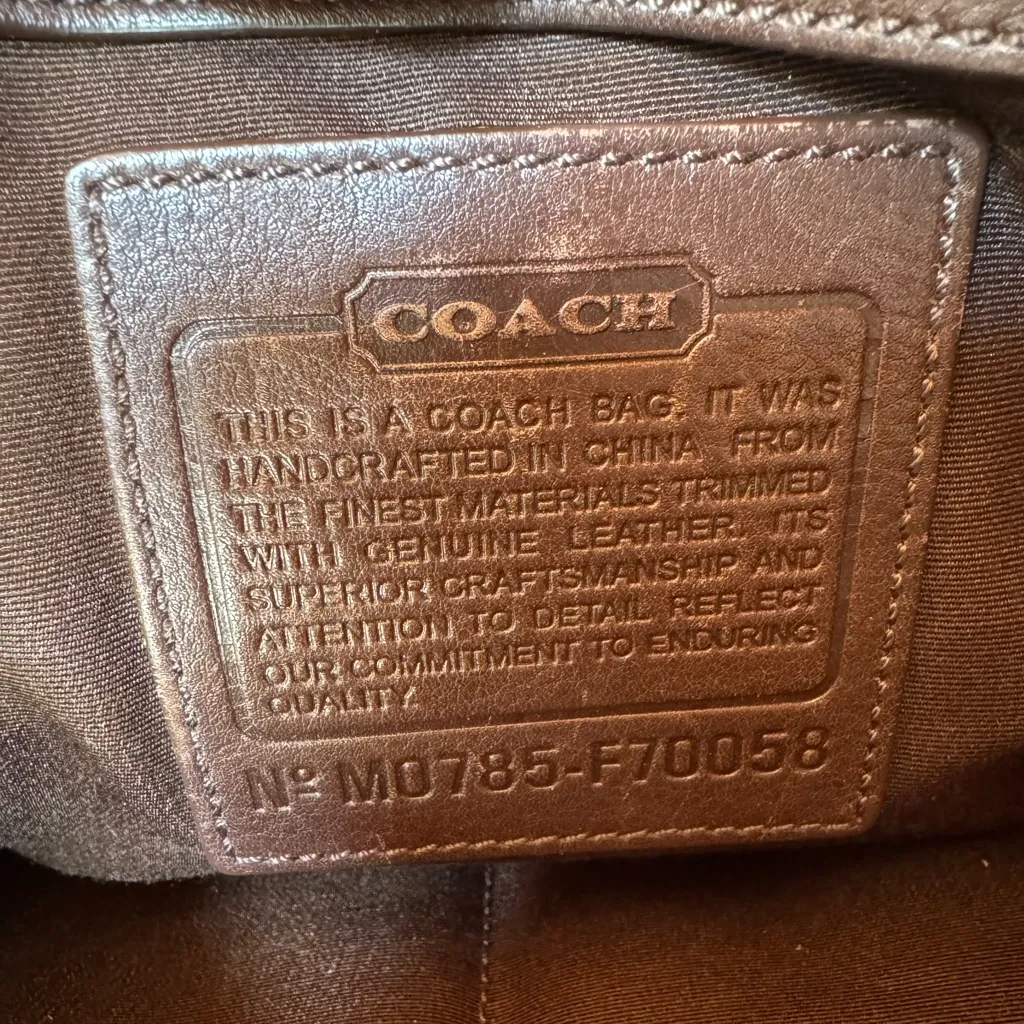 COACH
THIS IS A COACH BAG. IT WAS
HANDCRAFTED IN CHINA FROM
THE FINEST MATERIALS TRIMMED
WITH GENUINE LEATHER. ITS
SUPERIOR CRAFTSMANSHIP AND
ATTENTION TO DETAIL REFLECT
OUR COMMITMENT TO ENDURING
QUALITY.
Nº M0785-F70058